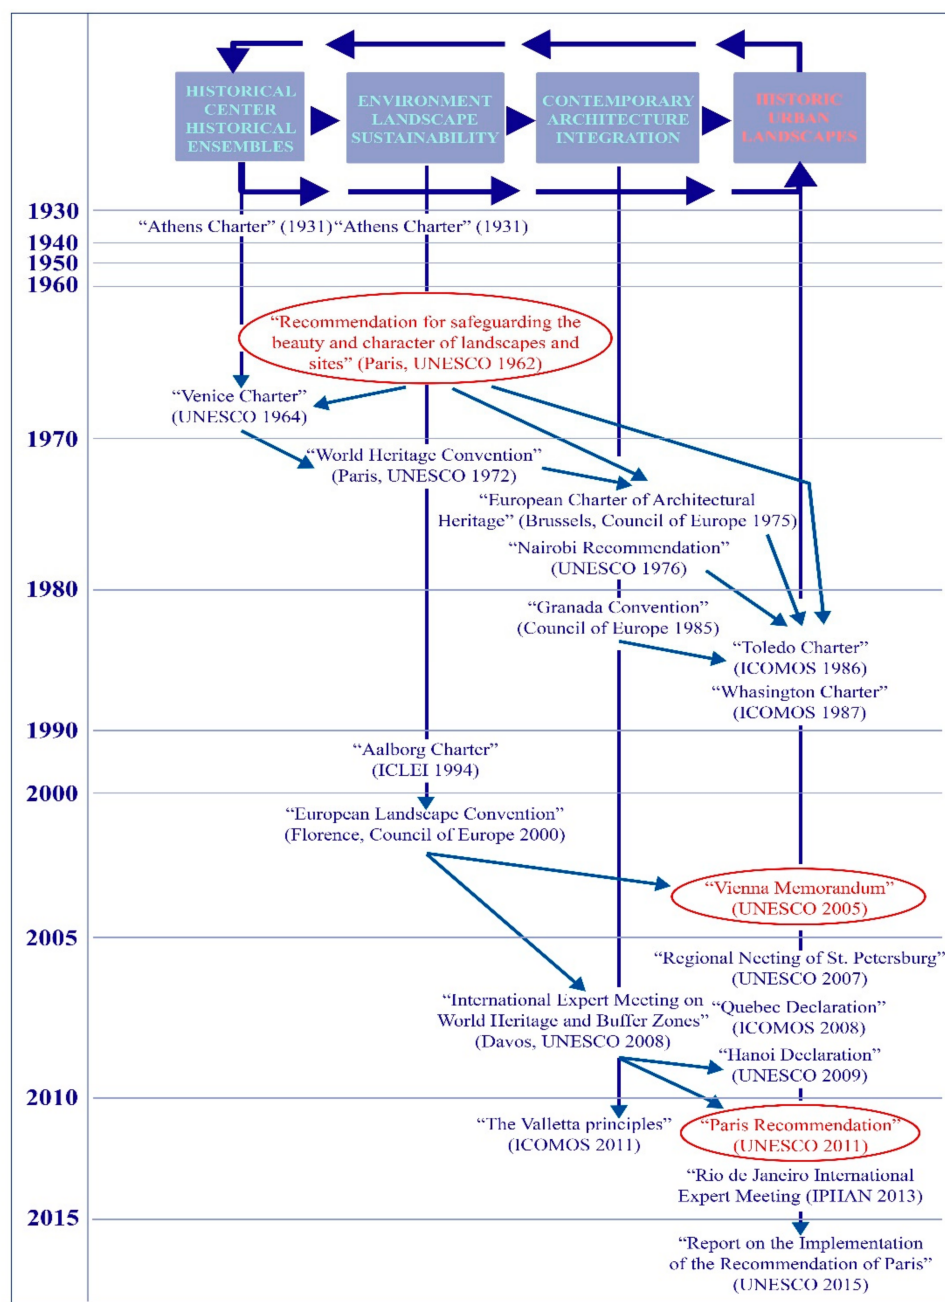 HISTORICAL
CENTER
HISTORICAL
ENSEMBLES
ENVIRONMENT
LANDSCAPE
SUSTAINABILITY
CONTEMPORARY
ARCHITECTURE
INTEGRATION
HISTORIC
URBAN
LANDSCAPES
1930
“Athens Charter” (1931)
“Athens Charter” (1931)
1940
1950
1960
“Recommendation for safeguarding the
beauty and character of landscapes and
sites” (Paris, UNESCO 1962)
“Venice Charter”
(UNESCO 1964)
1970
“World Heritage Convention”
(Paris, UNESCO 1972)
“European Charter of Architectural
Heritage” (Brussels, Council of Europe 1975)
“Nairobi Recommendation”
(UNESCO 1976)
1980
“Granada Convention”
(Council of Europe 1985)
“Toledo Charter”
(ICOMOS 1986)
“Whasington Charter”
(ICOMOS 1987)
1990
“Aalborg Charter”
(ICLEI 1994)
2000
“European Landscape Convention”
(Florence, Council of Europe 2000)
“Vienna Memorandum”
(UNESCO 2005)
2005
“Regional Neeting of St. Petersburg”
(UNESCO 2007)
“International Expert Meeting on
World Heritage and Buffer Zones”
(Davos, UNESCO 2008)
“Quebec Declaration”
(ICOMOS 2008)
“Hanoi Declaration”
(UNESCO 2009)
2010
“The Valletta principles”
(ICOMOS 2011)
“Paris Recommendation”
(UNESCO 2011)
“Rio de Janeiro International
Expert Meeting (IPHAN 2013)
2015
“Report on the Implementation
of the Recommendation of Paris”
(UNESCO 2015)